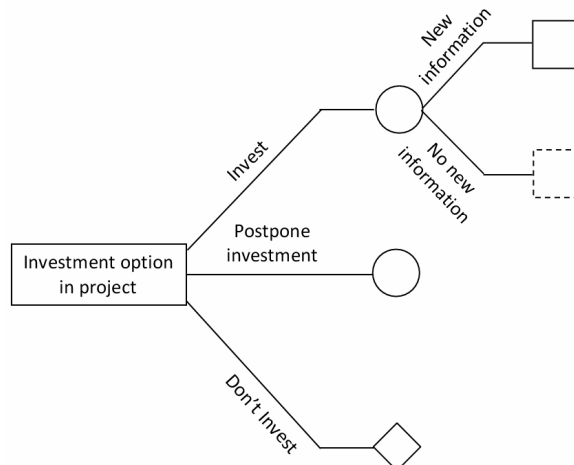 New
information
Invest
No new
information
Postpone
investment
Investment option
in project
Don't Invest